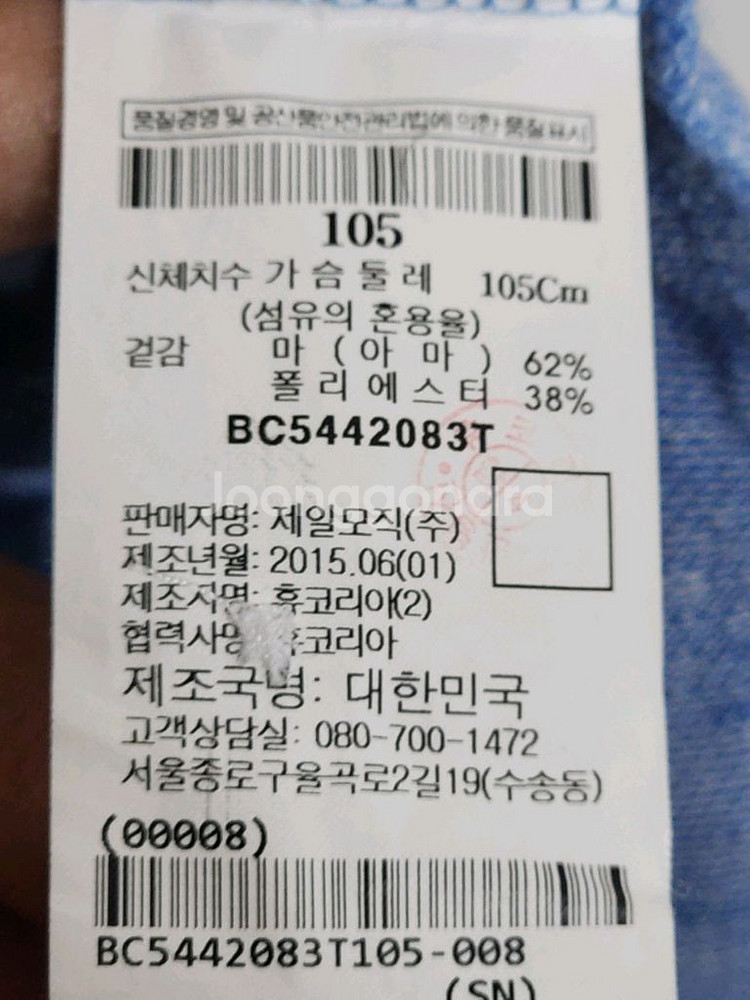 품질경영 및 공산품안전관리법에 의한 품질표시
105
신체치수 가슴둘레 105Cm
(섬유의 혼용율)
겉감 마 (아마) 62%
폴리에스터 38%
BC5442083T
joonggonara
판매자명: 제일모직(주)
제조년월: 2015.06(01)
제조자명: 휴코리아(2)
협력사명 휴코리아
제조국명: 대한민국
고객상담실: 080-700-1472
서울종로구율곡로2길19(수송동)
(00008)
BC5442083T105-008
(SN)